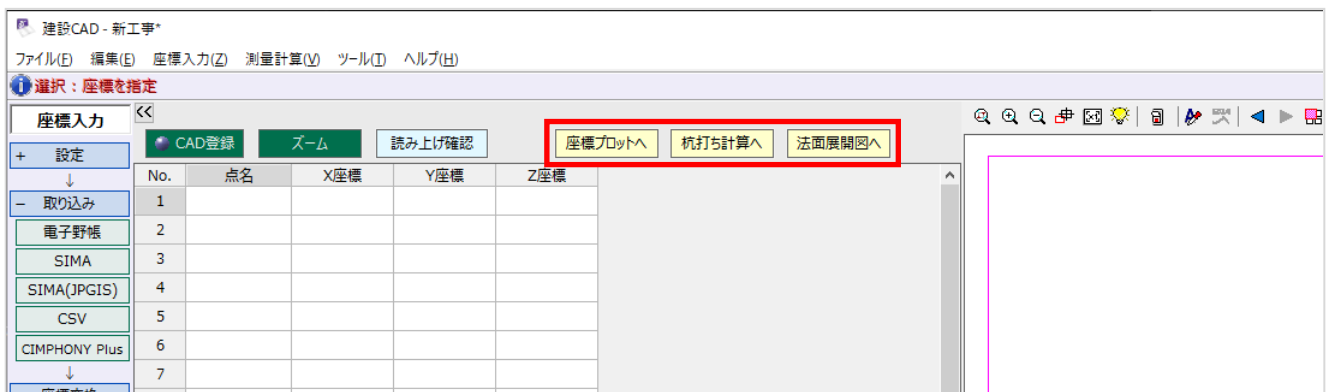 建設CAD - 新工事*
ファイル(F) 編集(E) 座標入力(Z) 測量計算(V) ツール(T) ヘルプ(H)
選択：座標を指定
座標入力 <<
CAD登録 ズーム 読み上げ確認 座標プロットへ 杭打ち計算へ 法面展開図へ
+ 設定
↓
No. 点名 X座標 Y座標 Z座標
− 取り込み
電子野帳
SIMA
SIMA(JPGIS)
CSV
CIMPHONY Plus
↓
1
2
3
4
5
6
7